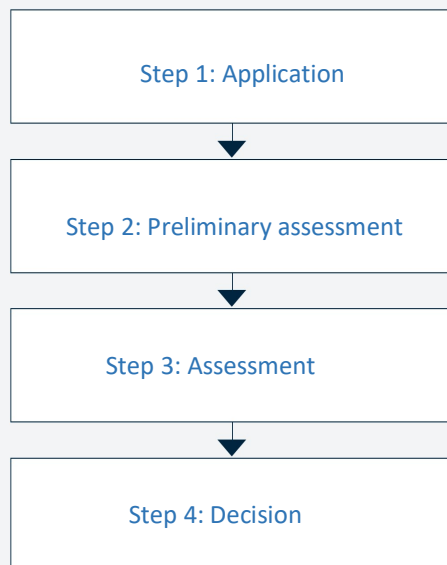 Step 1: Application
Step 2: Preliminary assessment
Step 3: Assessment
Step 4: Decision